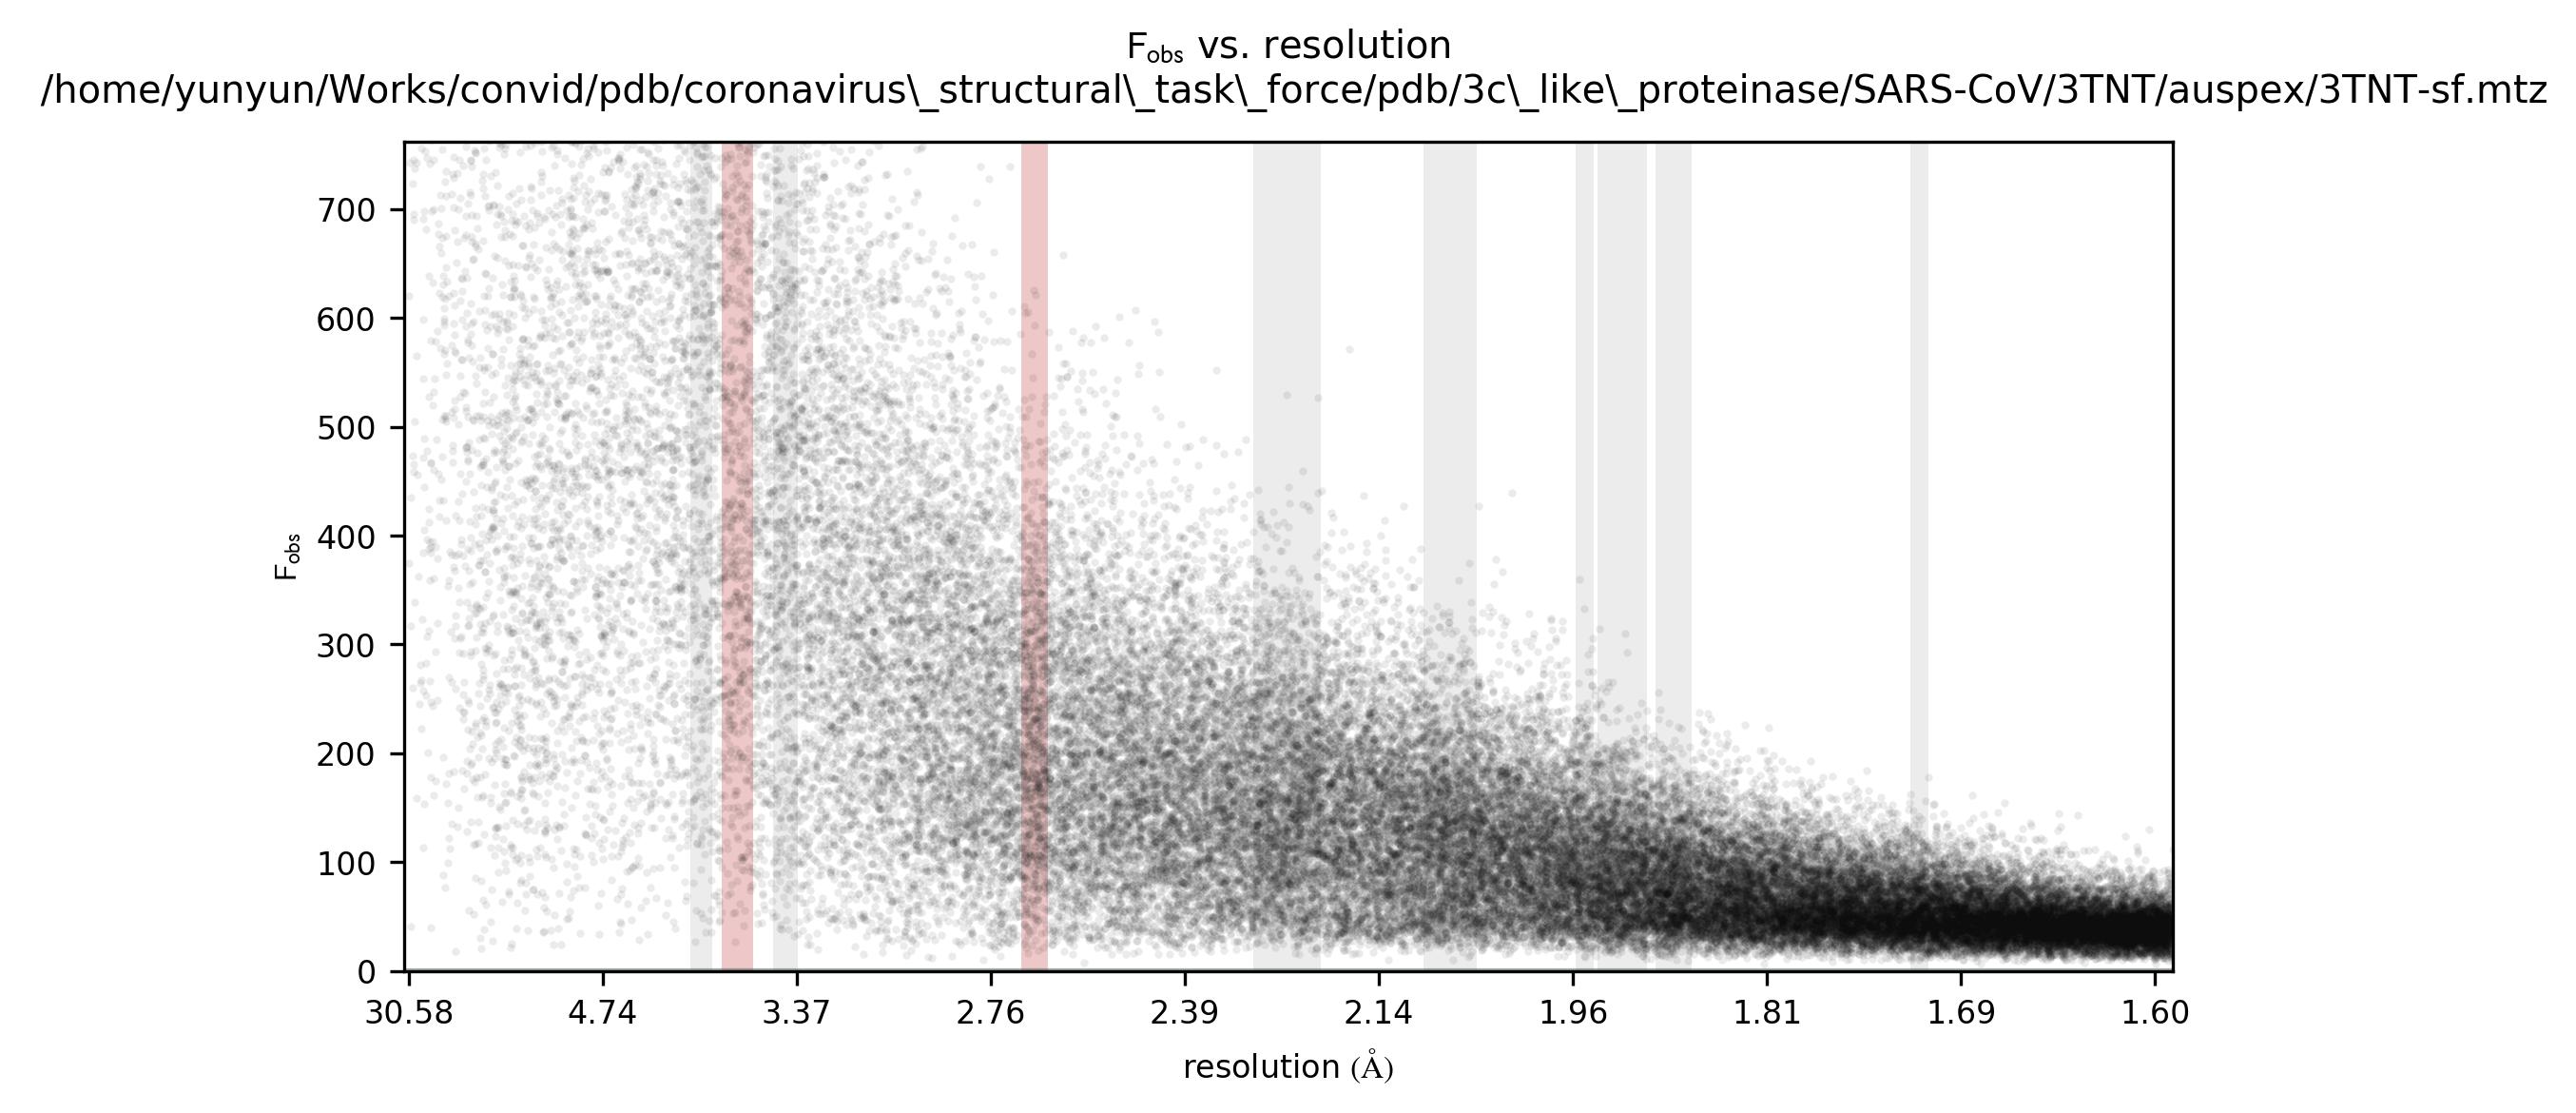 Fobs vs. resolution
/home/yunyun/Works/convid/pdb/coronavirus\_structural\_task\_force/pdb/3c\_like\_proteinase/SARS-CoV/3TNT/auspex/3TNT-sf.mtz
700
600
500
400
300
200
100
0
Fobs
30.58 4.74 3.37 2.76 2.39 2.14 1.96 1.81 1.69 1.60
resolution (Å)